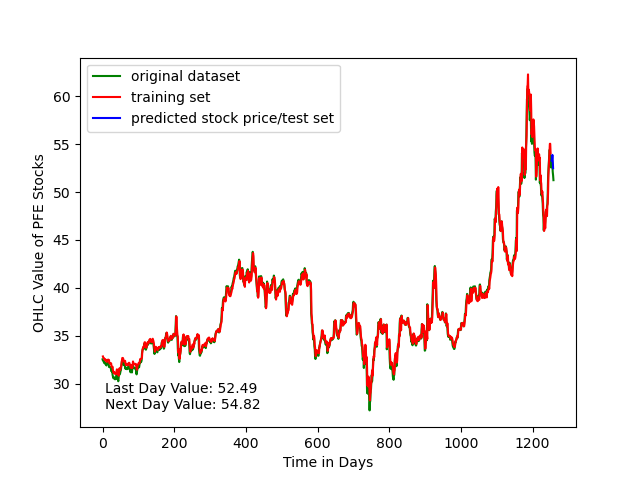 original dataset
training set
predicted stock price/test set
60
55
50
45
40
35
30
OHLC Value of PFE Stocks
Last Day Value: 52.49
Next Day Value: 54.82
0 200 400 600 800 1000 1200
Time in Days